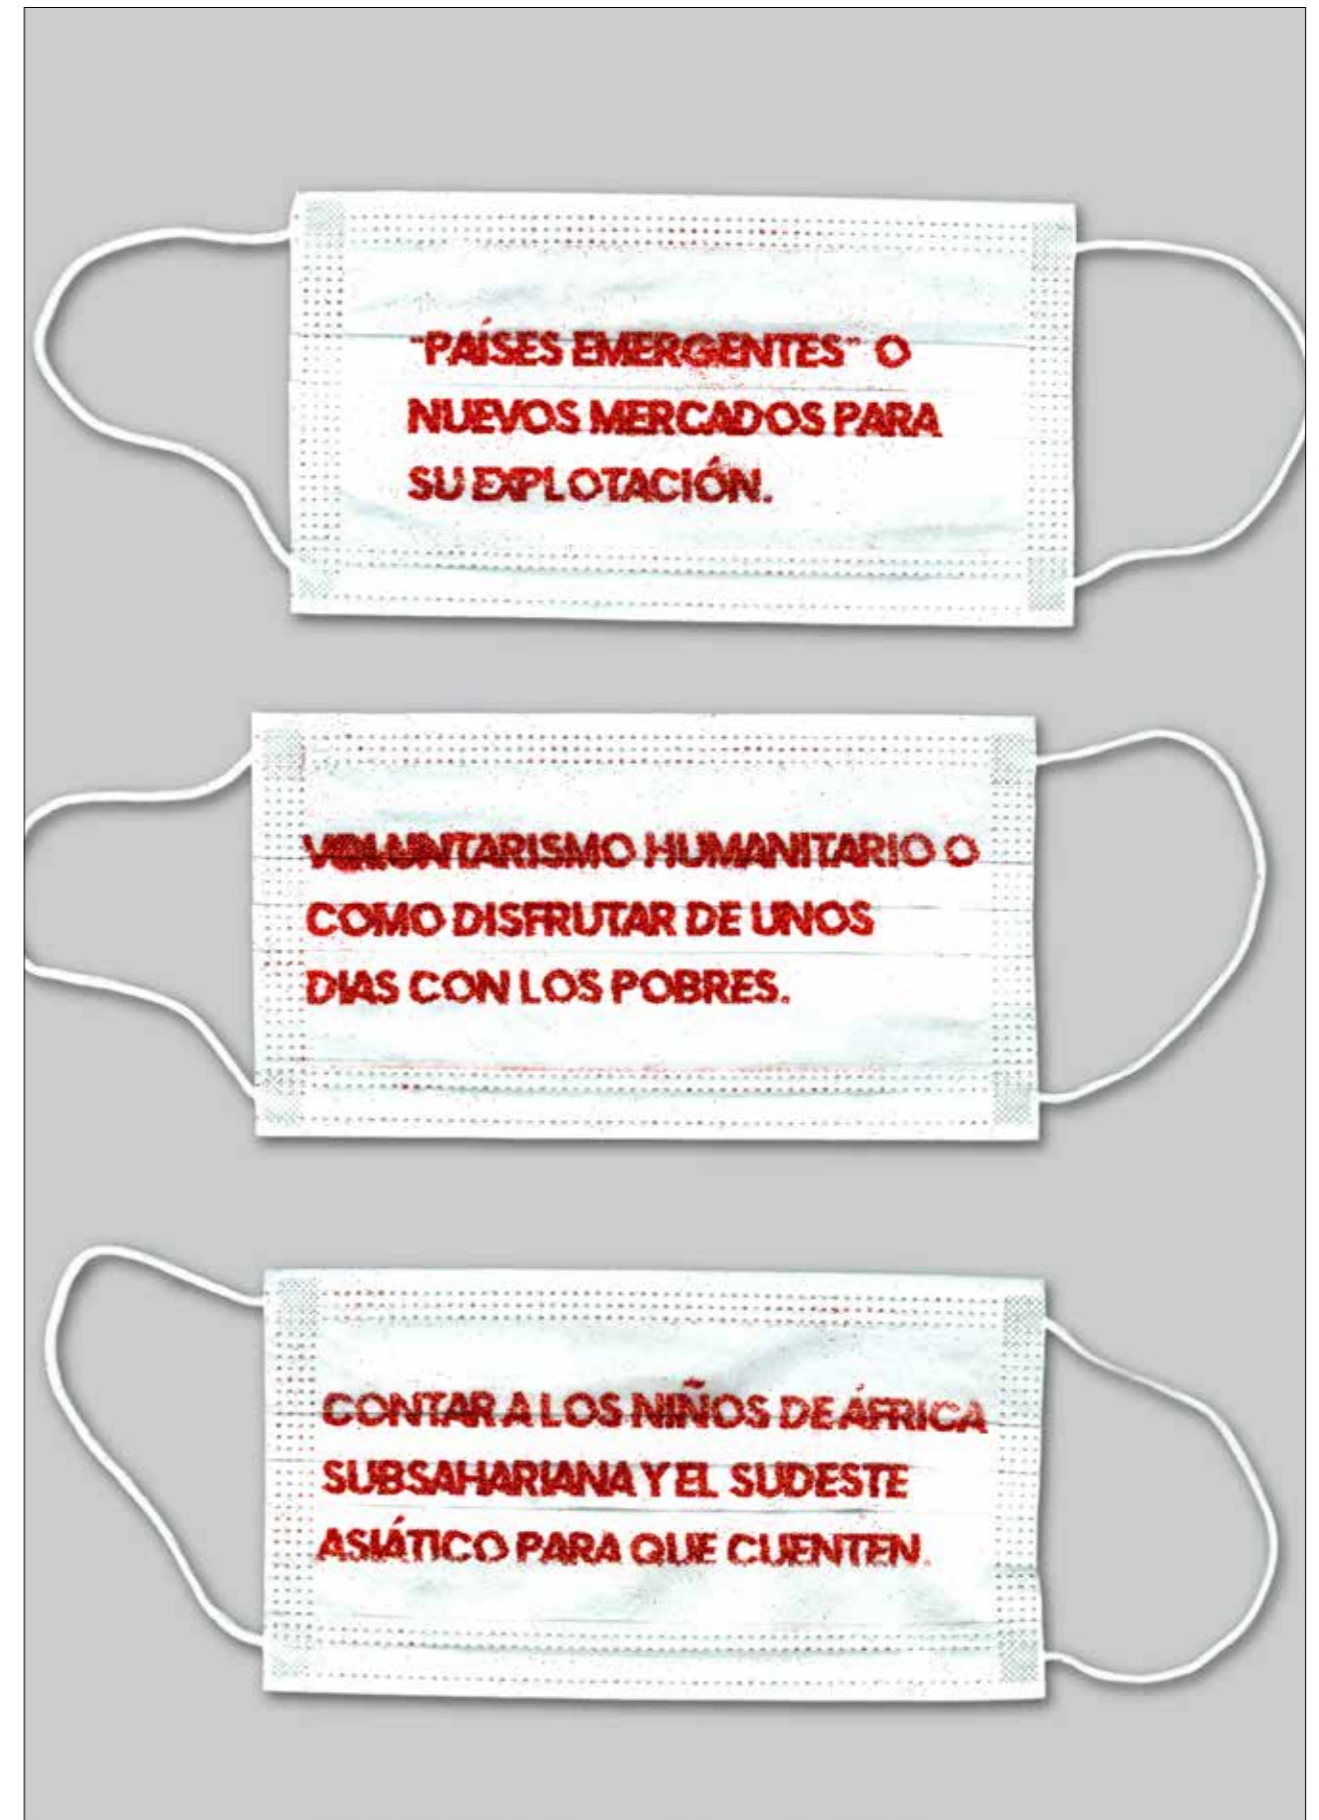 "PAÍSES EMERGENTES" O
NUEVOS MERCADOS PARA
SU EXPLOTACIÓN.
VOLUNTARISMO HUMANITARIO O
COMO DISFRUTAR DE UNOS
DIAS CON LOS POBRES.
CONTAR A LOS NIÑOS DE ÁFRICA
SUBSAHARIANA Y EL SUDESTE
ASIÁTICO PARA QUE CUENTEN.